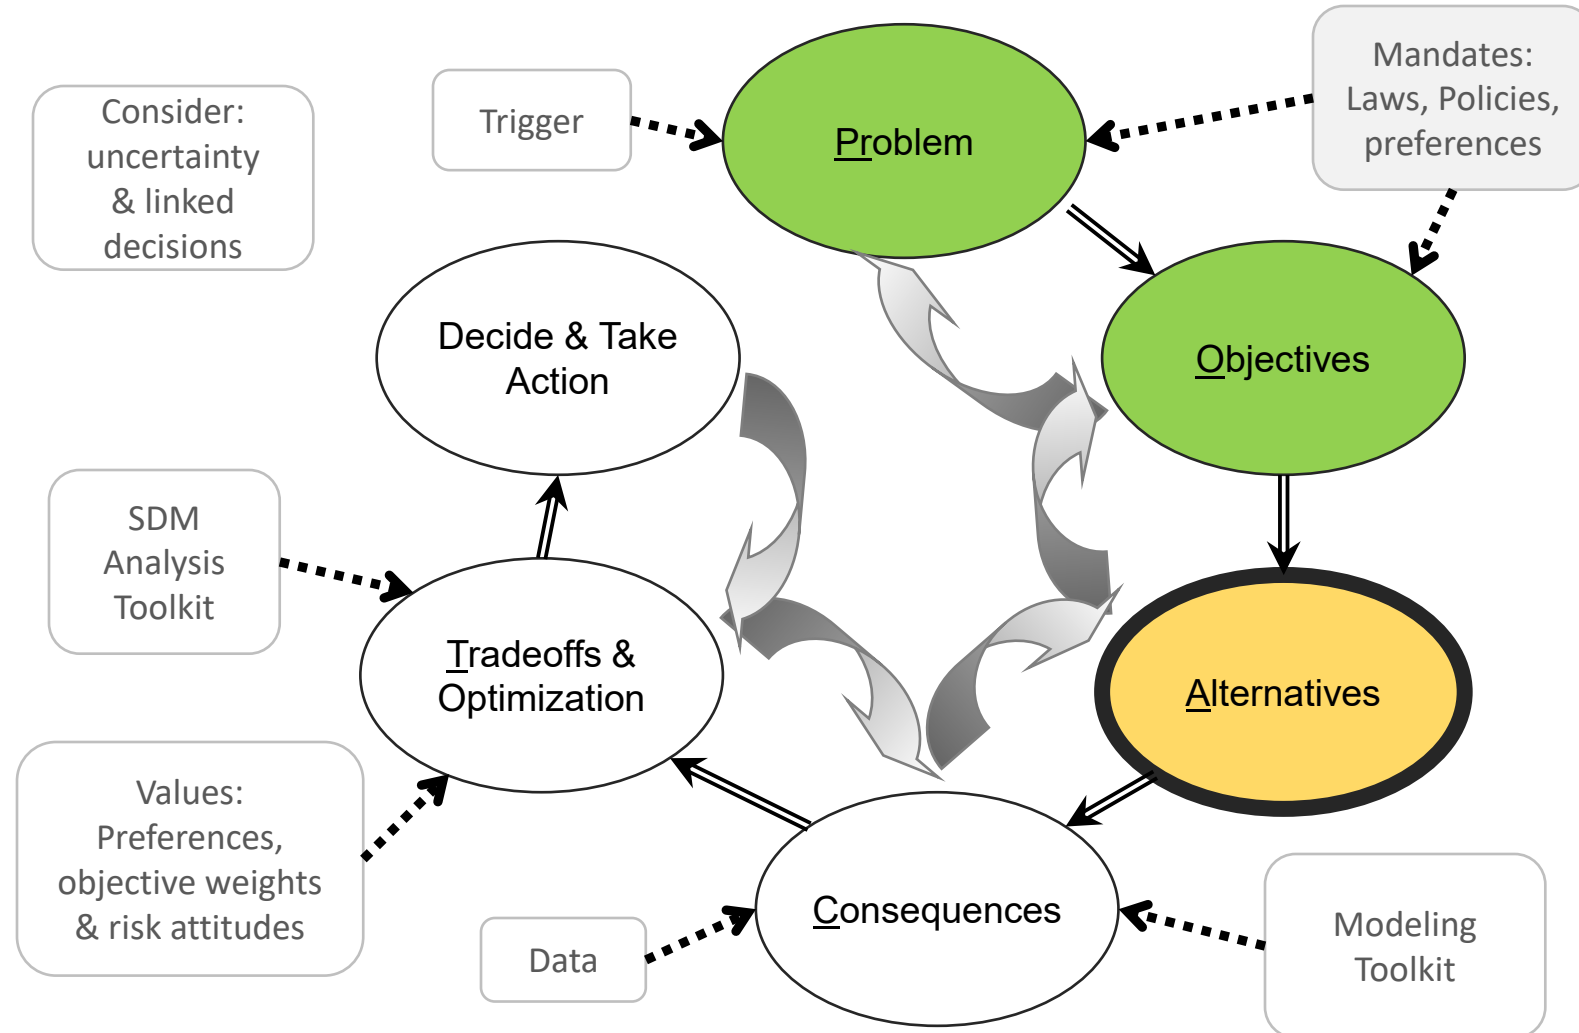 Consider:
uncertainty
& linked
decisions
Trigger
Problem
Mandates:
Laws, Policies,
preferences
Decide & Take
Action
Objectives
SDM
Analysis
Toolkit
Tradeoffs &
Optimization
Alternatives
Values:
Preferences,
objective weights
& risk attitudes
Data
Consequences
Modeling
Toolkit